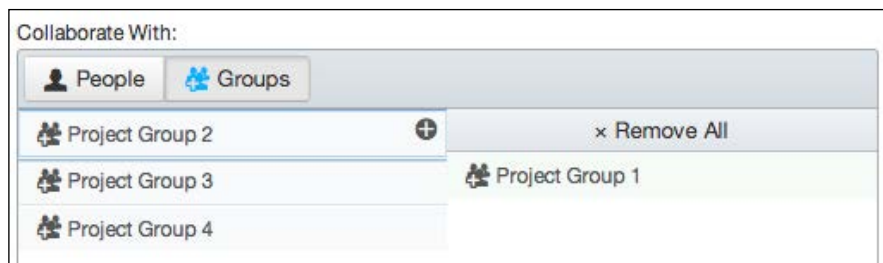 Collaborate With:
People Groups
Project Group 2
Project Group 3
Project Group 4
× Remove All
Project Group 1